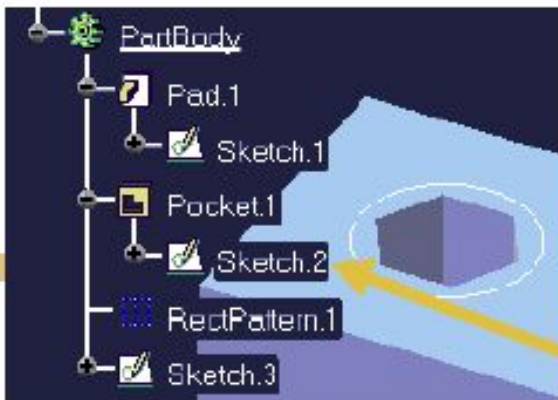 PartBody
Pad.1
Sketch.1
Pocket.1
Sketch.2
RectPattern.1
Sketch.3